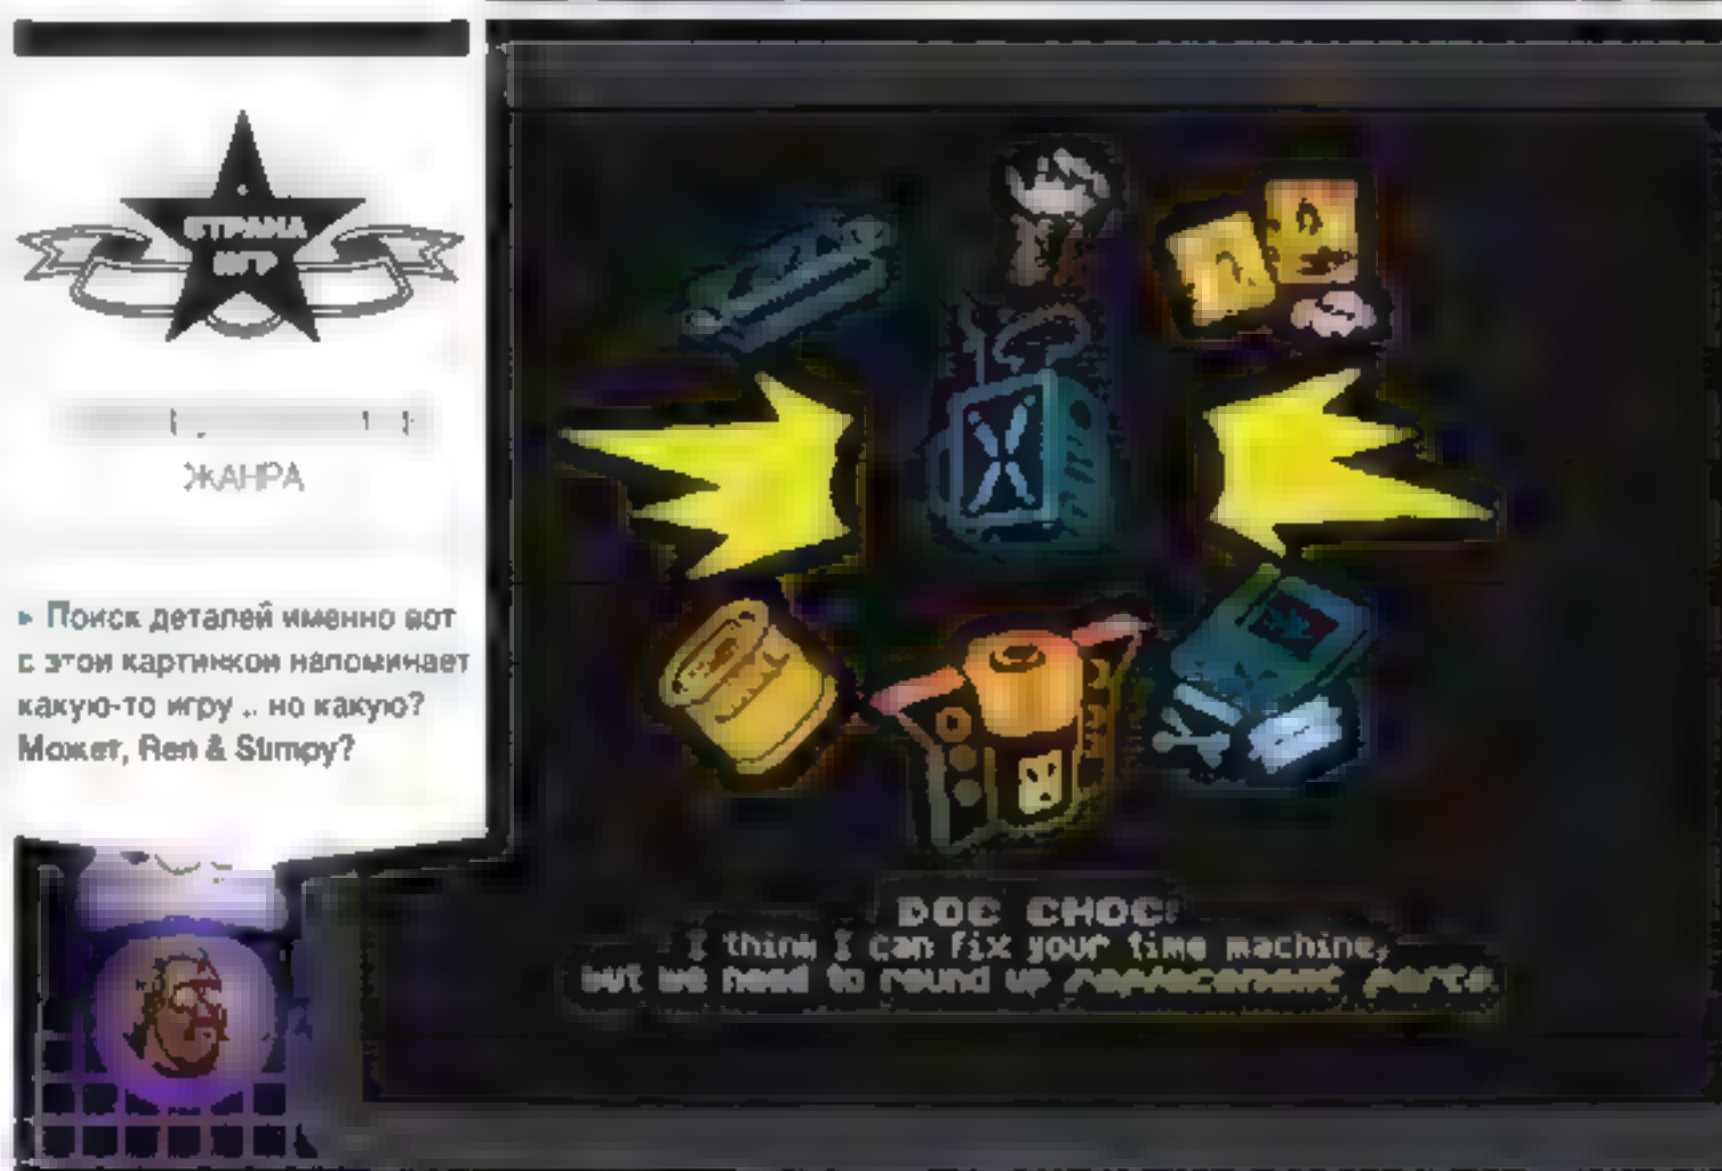 СТРАНА
ИГР
ЖАНРА
▸ Поиск деталей именно вот
с этой картинкой напоминает
какую-то игру .. но какую?
Может, Ren & Stimpy?
DOC CHOC:
I think I can fix your time machine,
but we need to round up replacement parts.